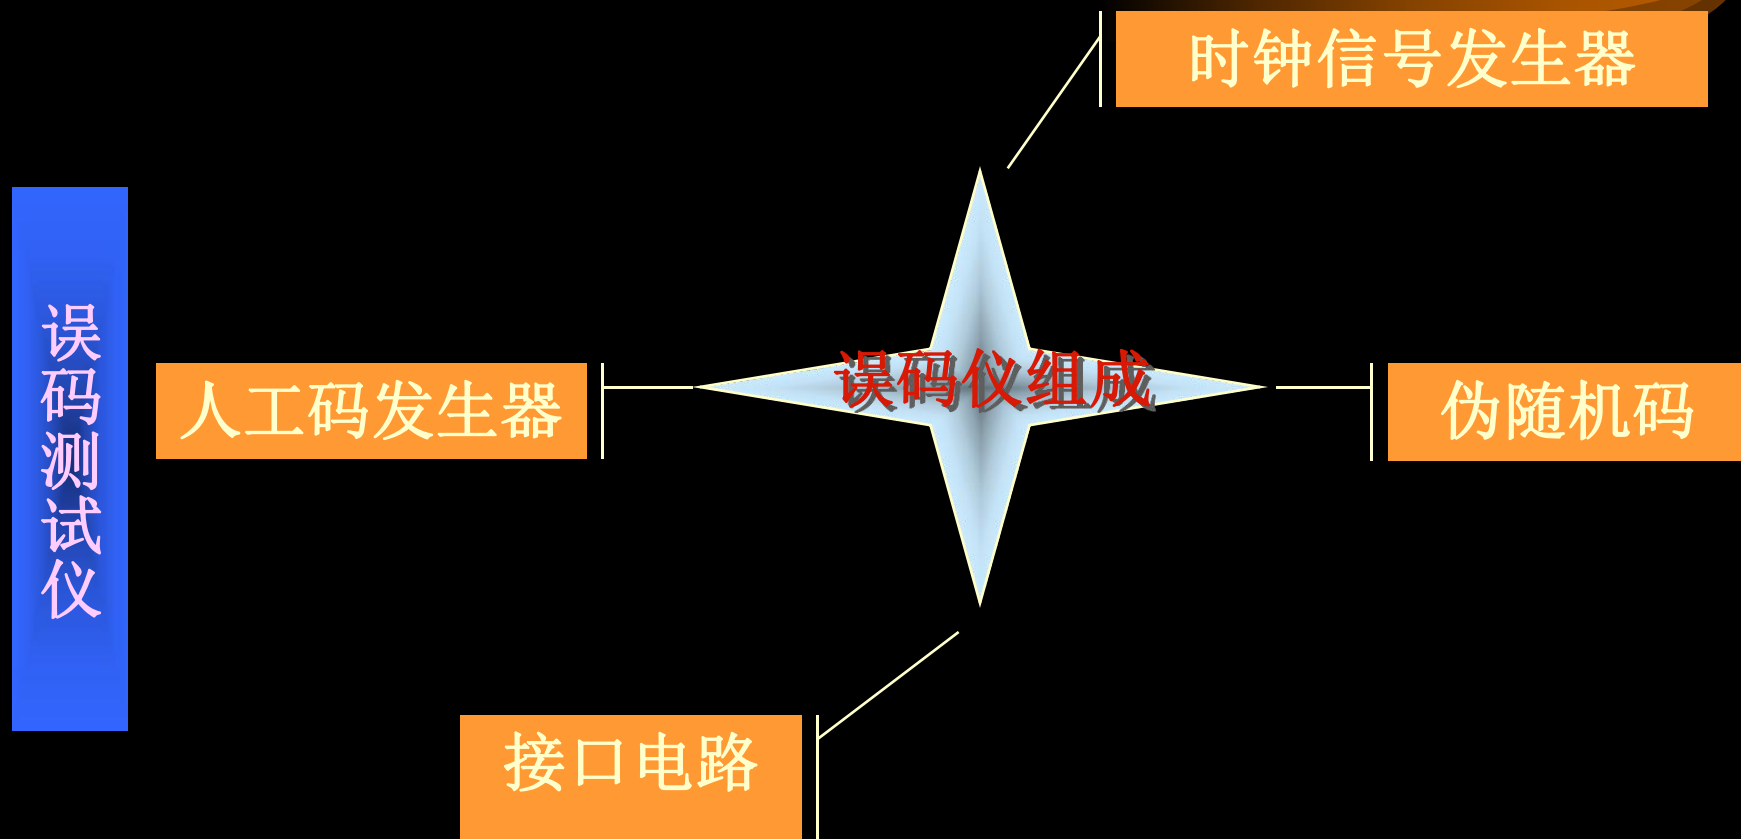 时钟信号发生器
误码测试仪
误码仪组成
人工码发生器
伪随机码
接口电路